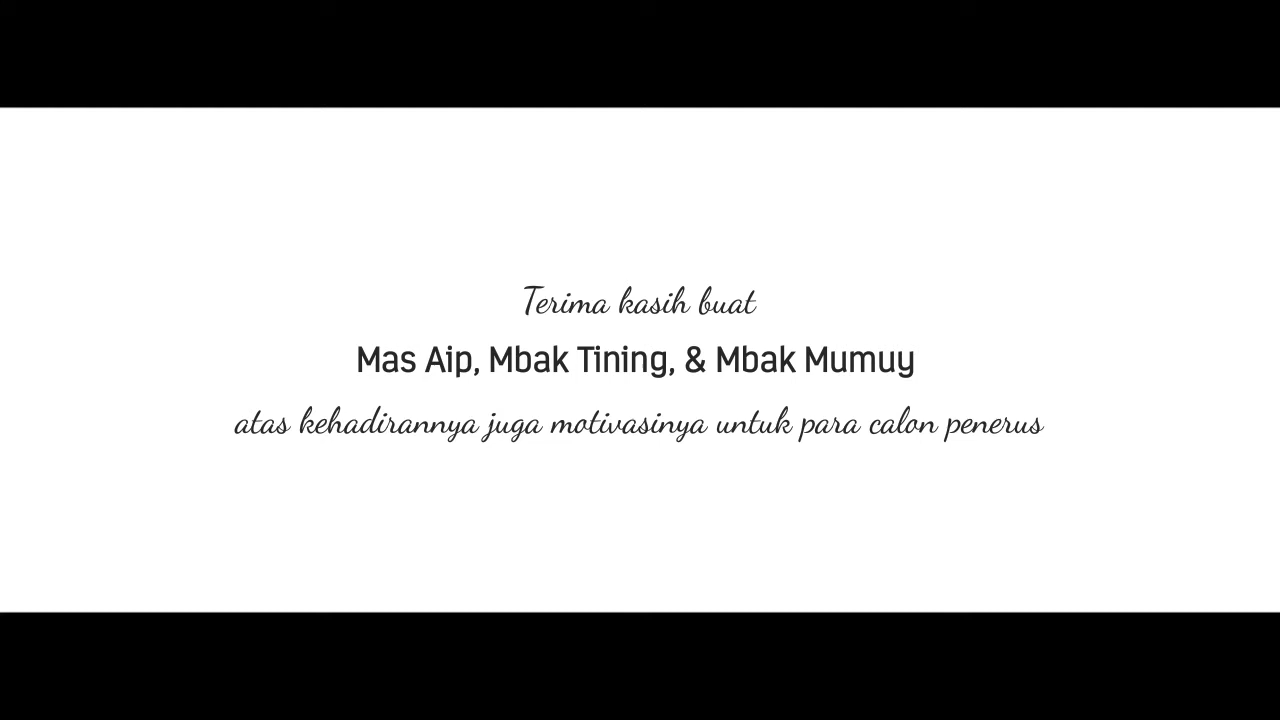 Terima kasih buat
Mas Aip, Mbak Tining, & Mbak Mumuy
atas kehadirannya juga motivasinya untuk para calon penerus